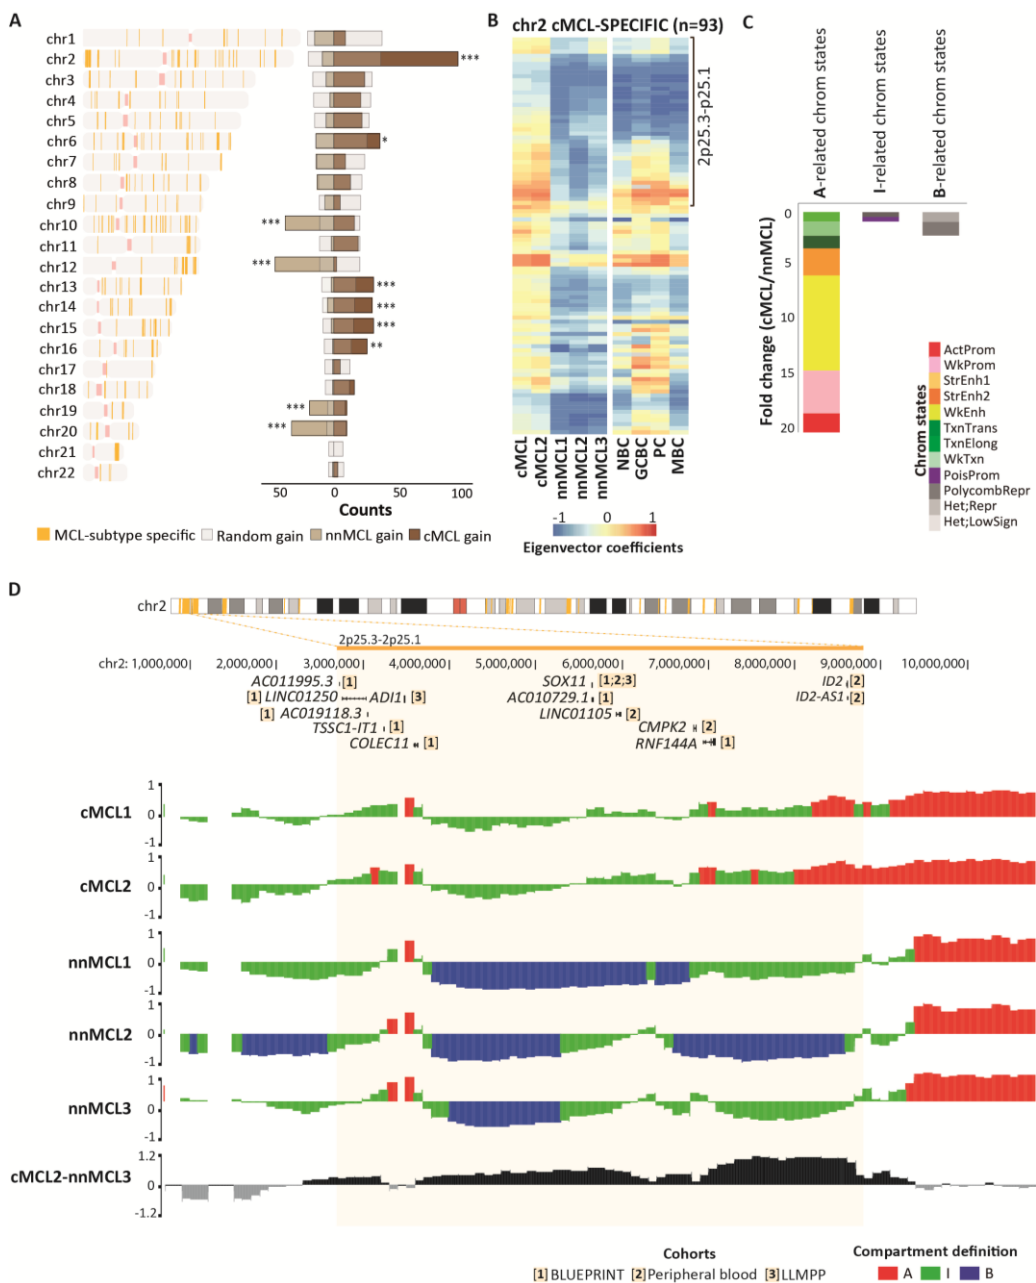 A
chr1
chr2
***
chr3
chr4
chr5
chr6
*
chr7
chr8
chr9
chr10
***
chr11
chr12
***
chr13
***
chr14
***
chr15
***
chr16
**
chr17
chr18
chr19
***
chr20
***
chr21
chr22
50 0 50 100
Counts
MCL-subtype specific Random gain nnMCL gain cMCL gain
B
chr2 cMCL-SPECIFIC (n=93)
2p25.3-p25.1
cMCL
cMCL2
nnMCL1
nnMCL2
nnMCL3
NBC
GCBC
PC
MBC
-1 0 1
Eigenvector coefficients
C
A-related chrom states
I-related chrom states
B-related chrom states
Fold change (cMCL/nnMCL)
0
5
10
15
20
Chrom states
ActProm
WkProm
StrEnh1
StrEnh2
WkEnh
TxnTrans
TxnElong
WkTxn
PoisProm
PolycombRepr
Het;Repr
Het;LowSign
D
chr2
2p25.3-2p25.1
chr2: 1,000,000 2,000,000 3,000,000 4,000,000 5,000,000 6,000,000 7,000,000 8,000,000 9,000,000 10,000,000
AC011995.3 [1] SOX11 [1;2;3] ID2 [2]
[1] LINC01250 ADI1 [3] AC010729.1 [1] ID2-AS1 [2]
[2] AC019118.3 LINC01105 [2]
TSSC1-IT1 [1] CMPK2 [2]
COLEC11 [1] RNF144A [1]
1
cMCL1 0
-1
1
cMCL2 0
-1
1
nnMCL1 0
-1
1
nnMCL2 0
-1
1
nnMCL3 0
-1
1.2
cMCL2-nnMCL3 0
-1.2
Cohorts
[1] BLUEPRINT [2] Peripheral blood [3] LLMPP
Compartment definition
A I B